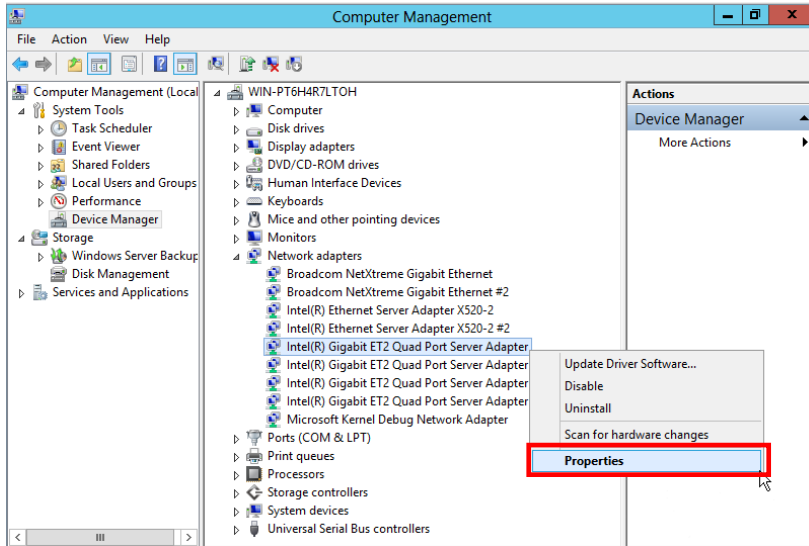 Computer Management
File Action View Help
Computer Management (Local
System Tools
Task Scheduler
Event Viewer
Shared Folders
Local Users and Groups
Performance
Device Manager
Storage
Windows Server Backup
Disk Management
Services and Applications
WIN-PT6H4R7LTOH
Computer
Disk drives
Display adapters
DVD/CD-ROM drives
Human Interface Devices
Keyboards
Mice and other pointing devices
Monitors
Network adapters
Broadcom NetXtreme Gigabit Ethernet
Broadcom NetXtreme Gigabit Ethernet #2
Intel(R) Ethernet Server Adapter X520-2
Intel(R) Ethernet Server Adapter X520-2 #2
Intel(R) Gigabit ET2 Quad Port Server Adapter
Intel(R) Gigabit ET2 Quad Port Server Adapter
Intel(R) Gigabit ET2 Quad Port Server Adapter
Intel(R) Gigabit ET2 Quad Port Server Adapter
Microsoft Kernel Debug Network Adapter
Ports (COM & LPT)
Print queues
Processors
Storage controllers
System devices
Universal Serial Bus controllers
Update Driver Software...
Disable
Uninstall
Scan for hardware changes
Properties
Actions
Device Manager
More Actions